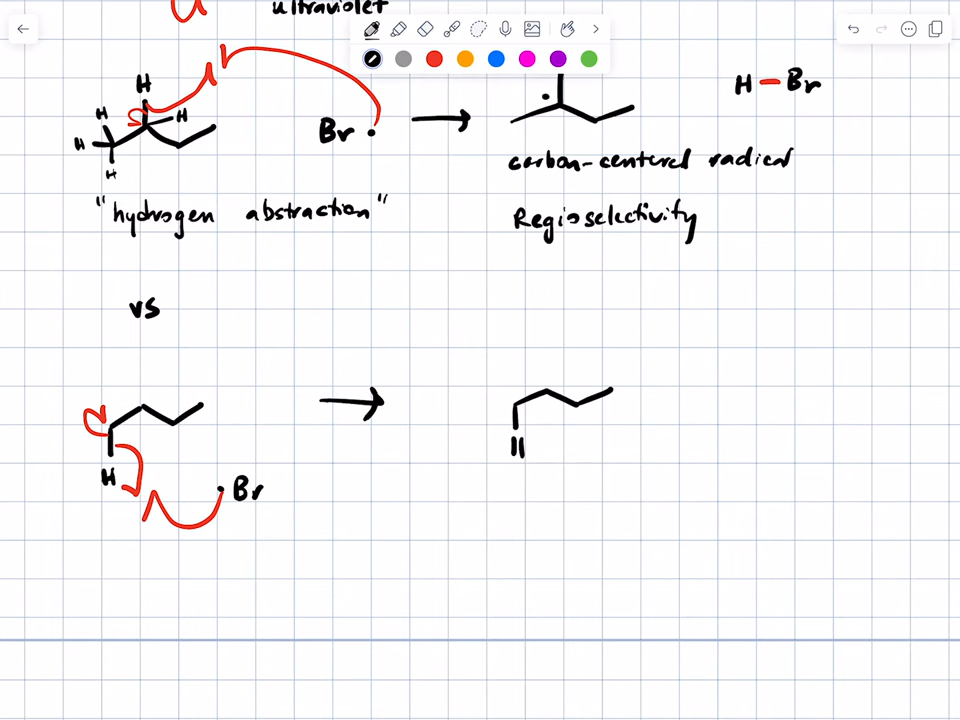 ultraviolet
H
H
H
H
H
Br •
H – Br
carbon-centered radical
"hydrogen abstraction"
Regioselectivity
vs
H
• Br